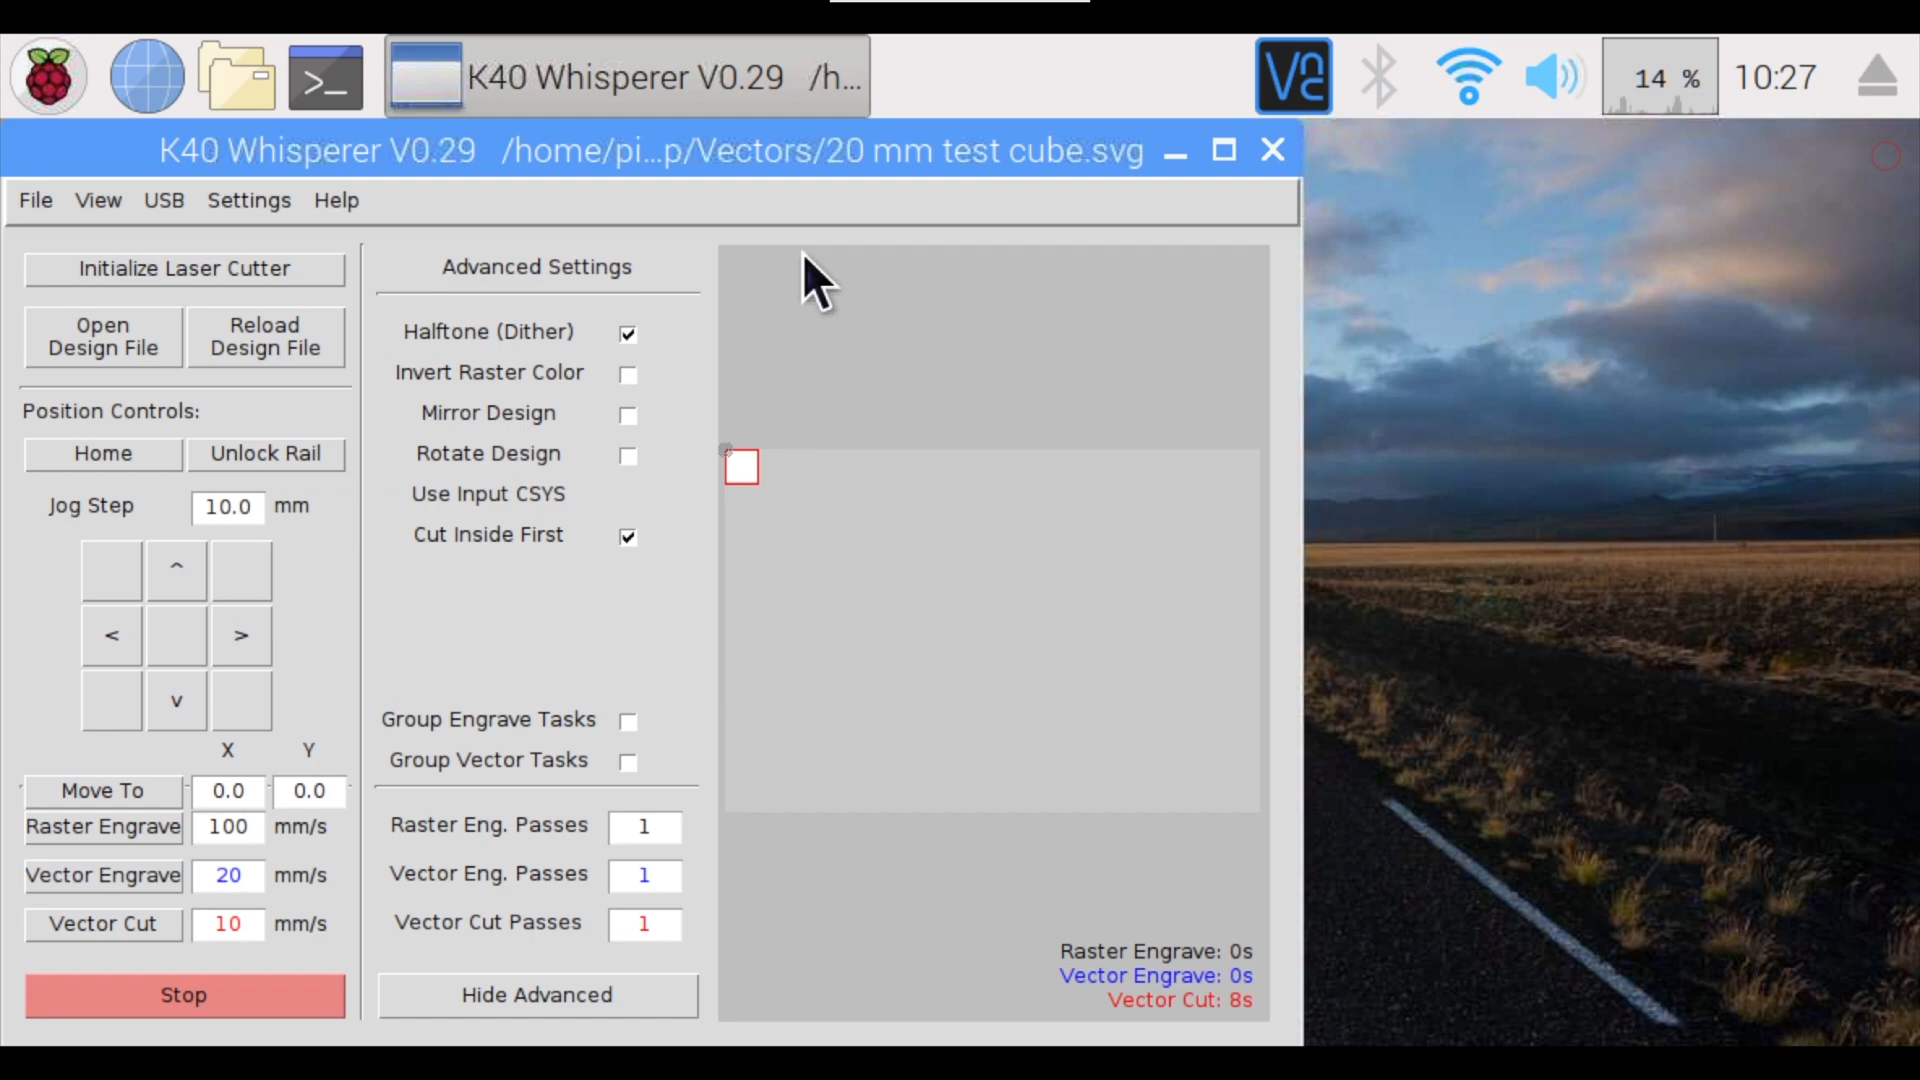 K40 Whisperer V0.29 /h...
14 %
10:27
K40 Whisperer V0.29 /home/pi...p/Vectors/20 mm test cube.svg
File View USB Settings Help
Initialize Laser Cutter
Open
Design File
Reload
Design File
Position Controls:
Home
Unlock Rail
Jog Step 10.0 mm
^
< >
v
X Y
Move To 0.0 0.0
Raster Engrave 100 mm/s
Vector Engrave 20 mm/s
Vector Cut 10 mm/s
Stop
Advanced Settings
Halftone (Dither)
Invert Raster Color
Mirror Design
Rotate Design
Use Input CSYS
Cut Inside First
Group Engrave Tasks
Group Vector Tasks
Raster Eng. Passes 1
Vector Eng. Passes 1
Vector Cut Passes 1
Hide Advanced
Raster Engrave: 0s
Vector Engrave: 0s
Vector Cut: 8s